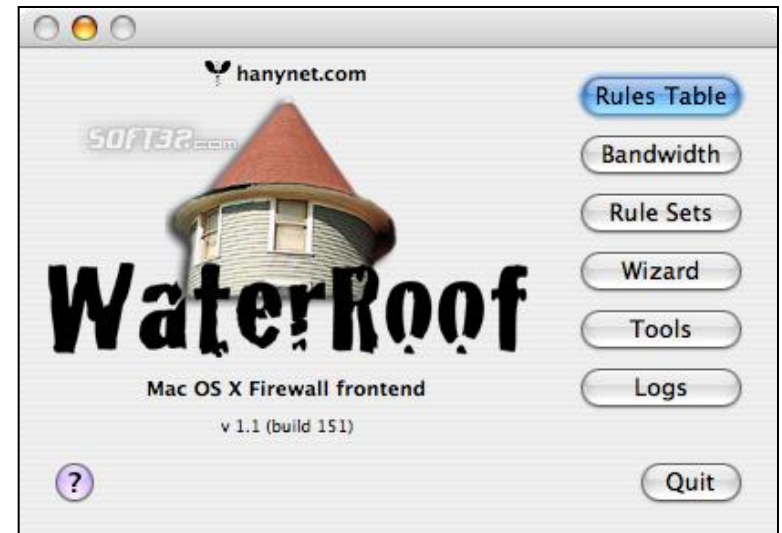 hanynet.com
SOFT32.com
WaterRoof
Mac OS X Firewall frontend
v 1.1 (build 151)
Rules Table
Bandwidth
Rule Sets
Wizard
Tools
Logs
?
Quit